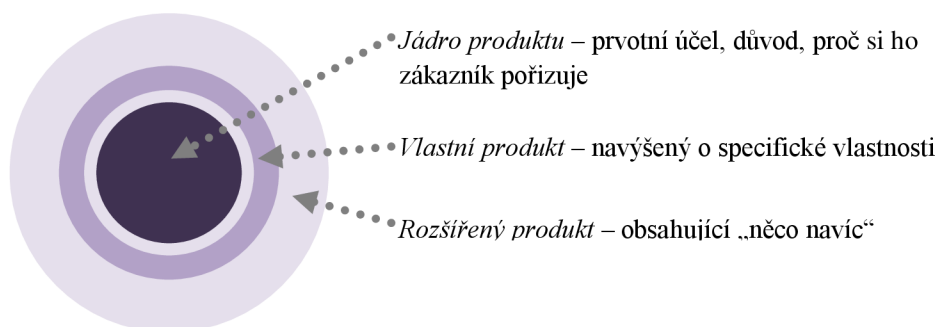 Jádro produktu – prvotní účel, důvod, proč si ho
zákazník pořizuje
Vlastní produkt – navýšený o specifické vlastnosti
Rozšířený produkt – obsahující „něco navíc“